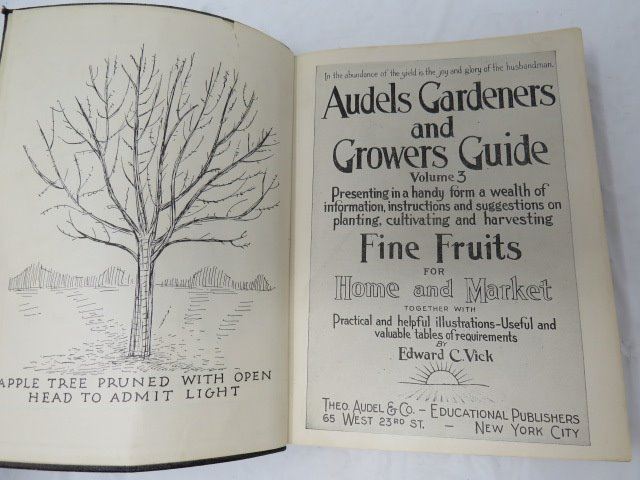 APPLE TREE PRUNED WITH OPEN
HEAD TO ADMIT LIGHT
In the abundance of the yield is the joy and glory of the husbandman.
Audels Gardeners
and
Growers Guide
Volume 3
Presenting in a handy form a wealth of
information, instructions and suggestions on
planting, cultivating and harvesting
Fine Fruits
FOR
Home and Market
TOGETHER WITH
Practical and helpful illustrations-Useful and
valuable tables of requirements
BY
Edward C. Vick
THEO. AUDEL & CO. - EDUCATIONAL PUBLISHERS
65 WEST 23RD ST. - NEW YORK CITY